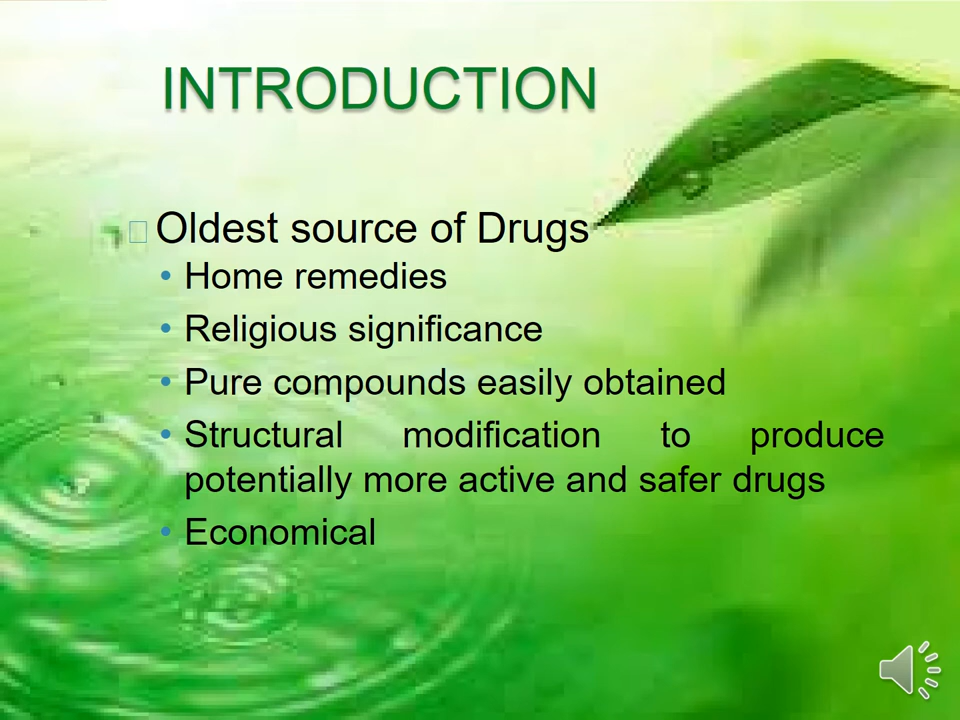 INTRODUCTION
Oldest source of Drugs
• Home remedies
• Religious significance
• Pure compounds easily obtained
• Structural modification to produce
potentially more active and safer drugs
• Economical